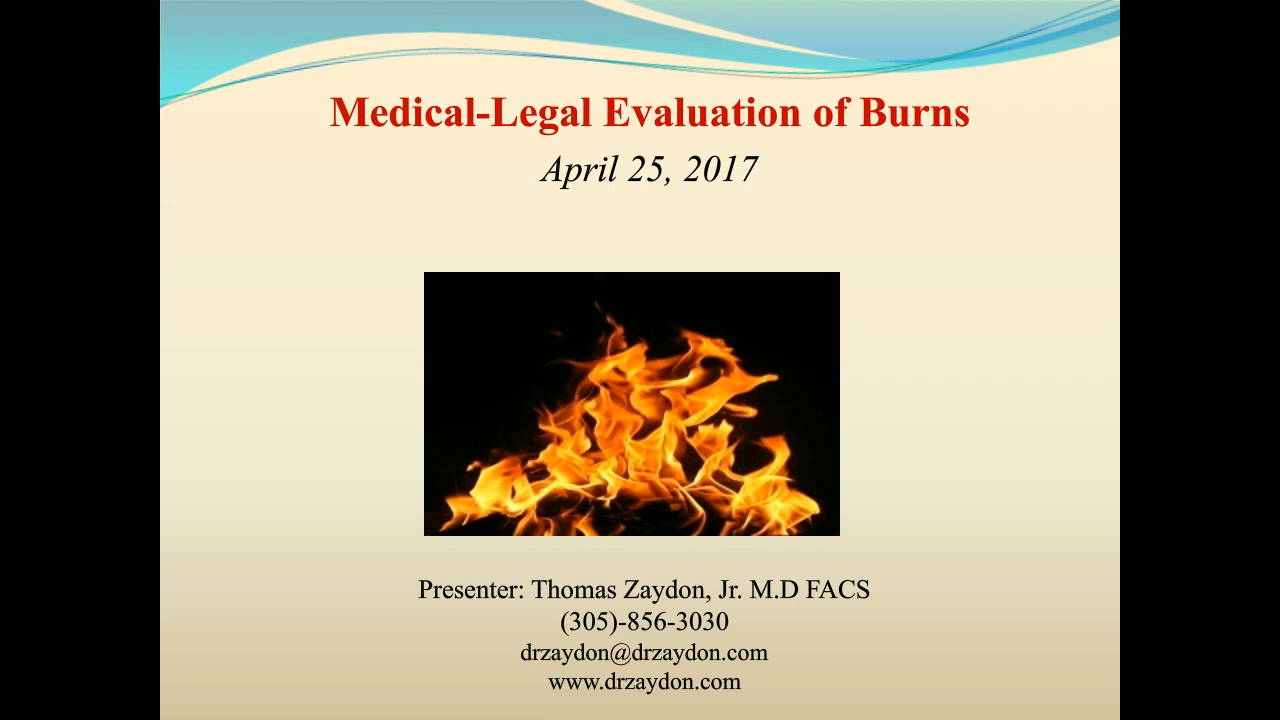 Medical-Legal Evaluation of Burns
April 25, 2017
Presenter: Thomas Zaydon, Jr. M.D FACS
(305)-856-3030
drzaydon@drzaydon.com
www.drzaydon.com